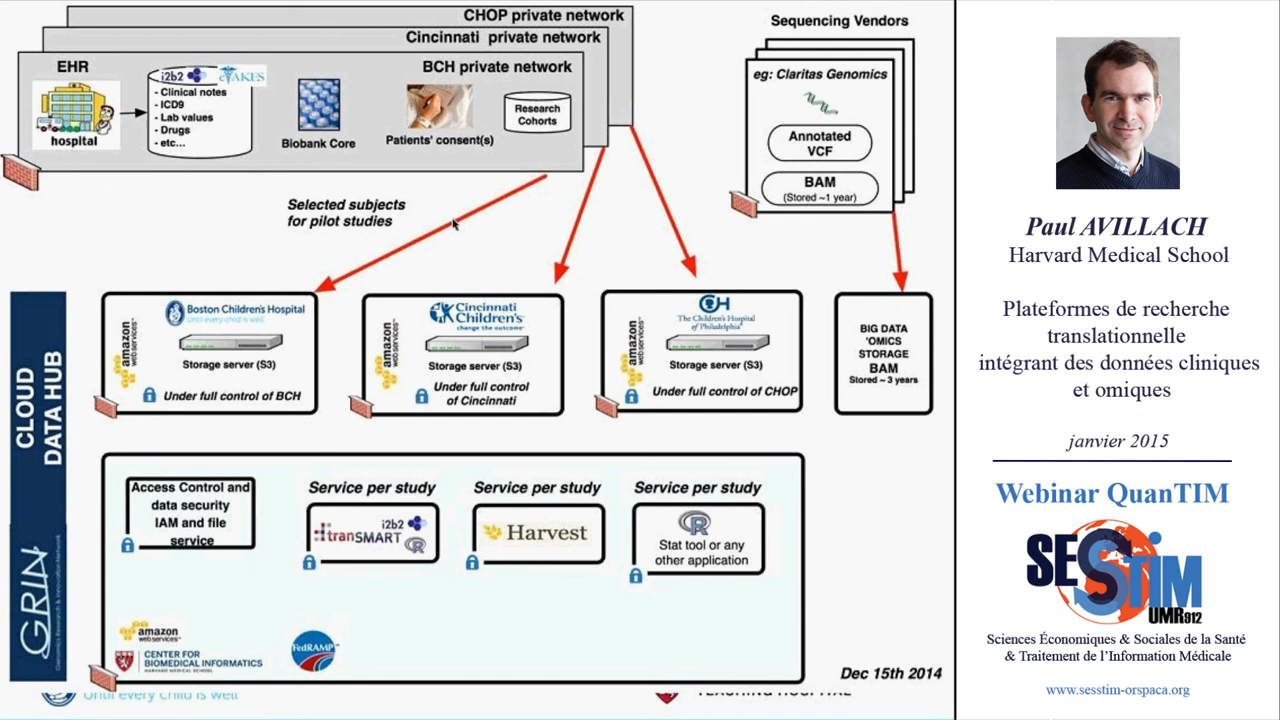 CHOP private network
Cincinnati private network
BCH private network
EHR
hospital
i2b2
cTAKES
- Clinical notes
- ICD9
- Lab values
- Drugs
- etc...
Biobank Core
Patients' consent(s)
Research
Cohorts
Sequencing Vendors
eg: Claritas Genomics
Annotated
VCF
BAM
(Stored ~1 year)
Selected subjects
for pilot studies
CLOUD
DATA HUB
amazon
web services
Boston Children's Hospital
Until every child is well
Storage server (S3)
Under full control of BCH
amazon
web services
Cincinnati
Children's
change the outcome
Storage server (S3)
Under full control
of Cincinnati
amazon
web services
CH
The Children's Hospital
of Philadelphia
Storage server (S3)
Under full control of CHOP
BIG DATA
'OMICS
STORAGE
BAM
Stored ~ 3 years
GRIN
Access Control and
data security
IAM and file
service
Service per study
i2b2
tranSMART
R
Service per study
Harvest
Service per study
R
Stat tool or any
other application
amazon
web services
CENTER FOR
BIOMEDICAL INFORMATICS
HARVARD MEDICAL SCHOOL
FedRAMP
Dec 15th 2014
Until every child is well
TEACHING HOSPITAL
Paul AVILLACH
Harvard Medical School
Plateformes de recherche
translationnelle
intégrant des données cliniques
et omiques
janvier 2015
Webinar QuanTIM
SESSTIM
UMR912
Sciences Économiques & Sociales de la Santé
& Traitement de l'Information Médicale
www.sesstim-orspaca.org